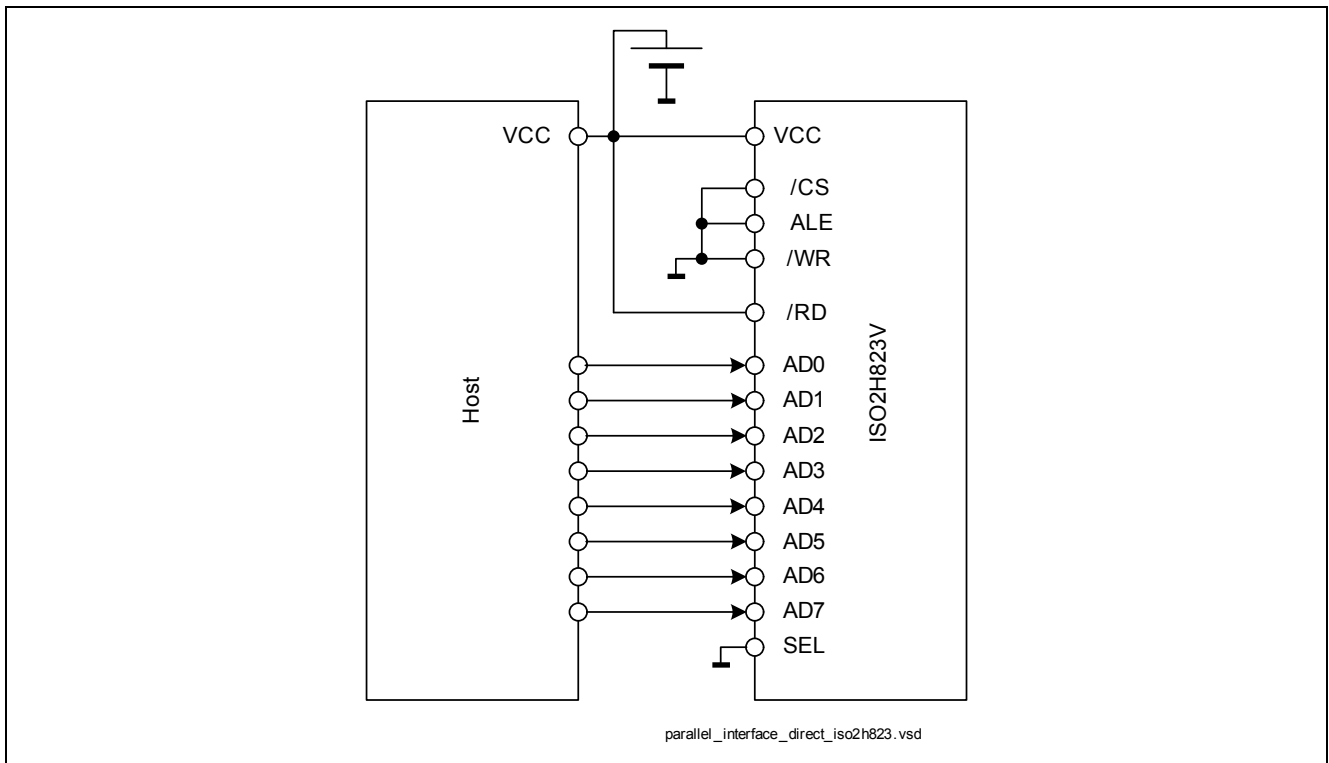 VCC
VCC
/CS
ALE
/WR
/RD
Host
ISO2H823V
AD0
AD1
AD2
AD3
AD4
AD5
AD6
AD7
SEL
parallel_interface_direct_iso2h823.vsd